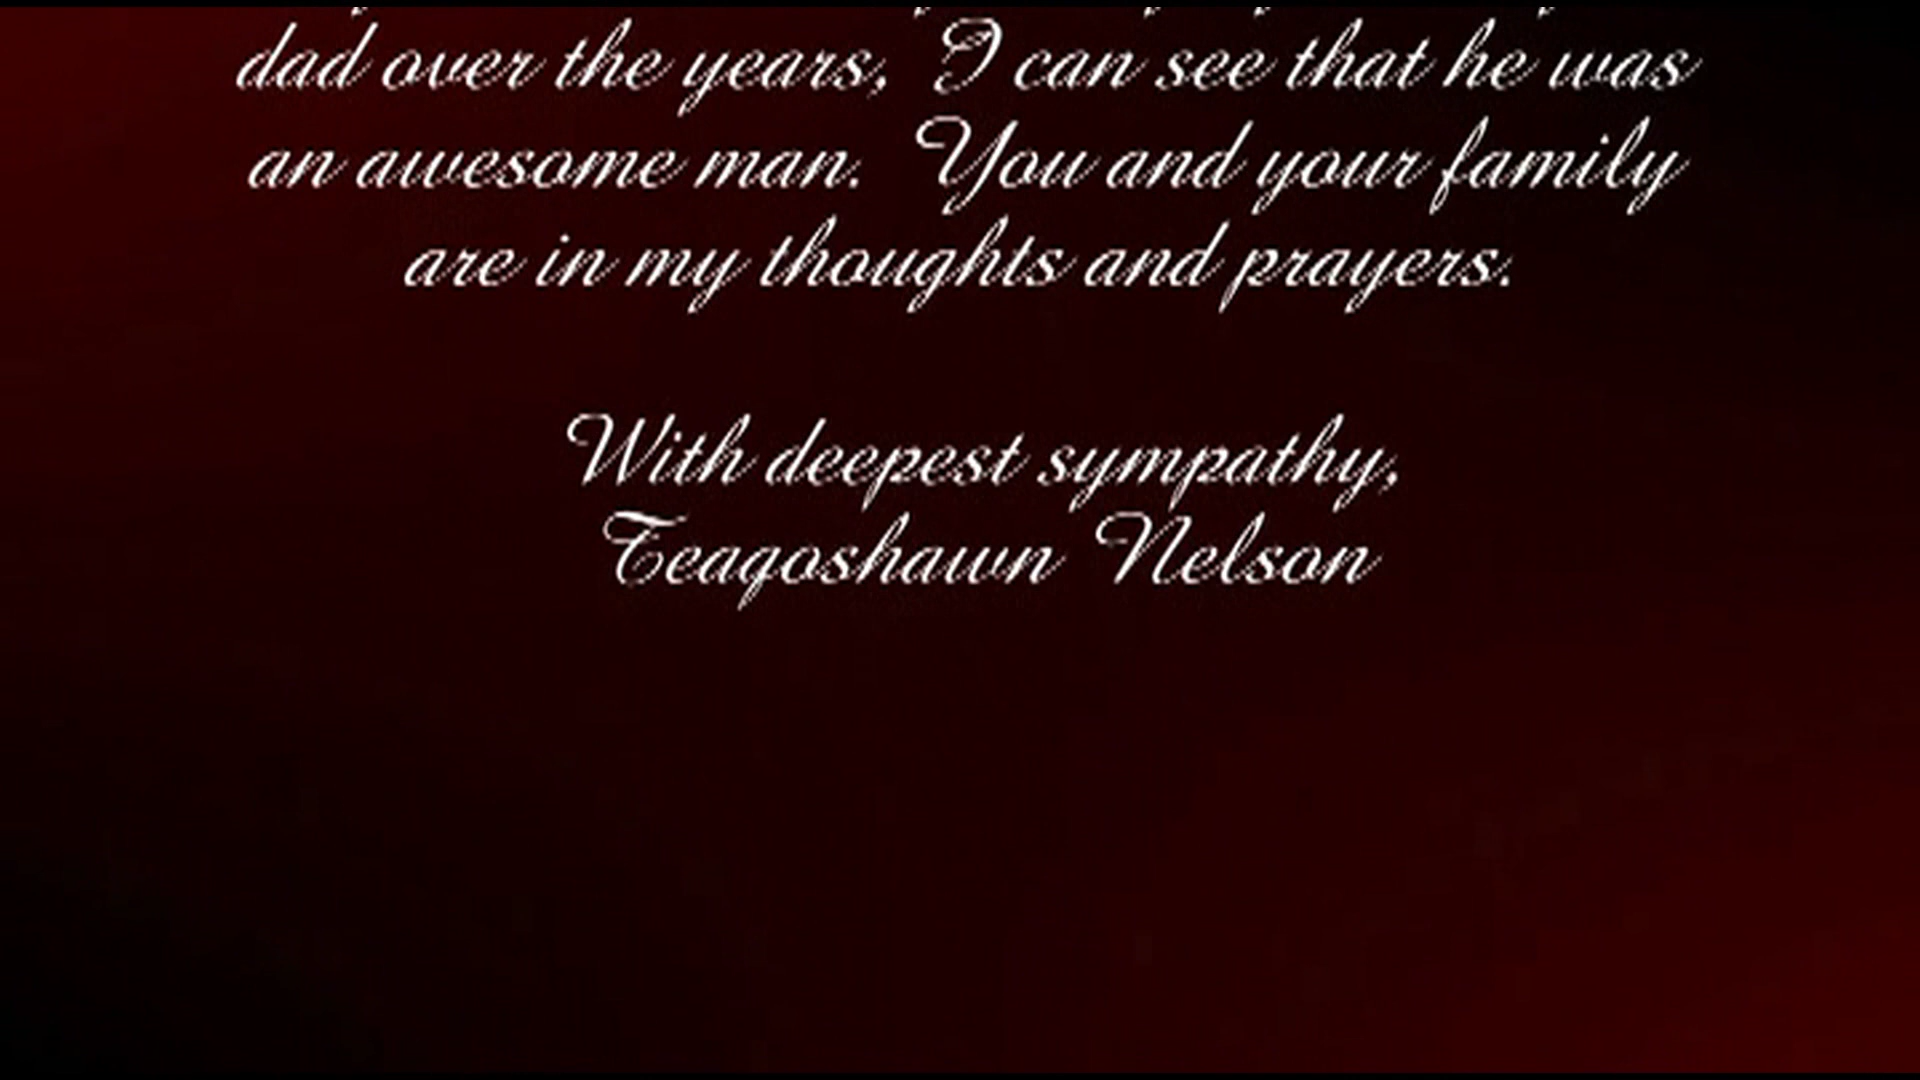 dad over the years, I can see that he was
an awesome man. You and your family
are in my thoughts and prayers.
With deepest sympathy,
Teagoshawn Nelson